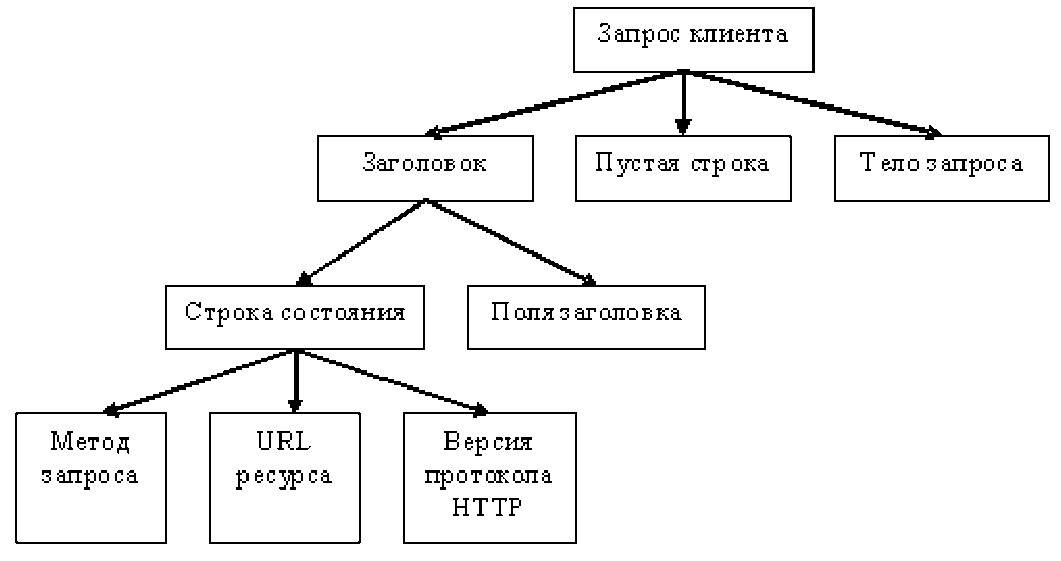 Запрос клиента
Заголовок
Пустая строка
Тело запроса
Строка состояния
Поля заголовка
Метод
запроса
URL
ресурса
Версия
протокола
HTTP